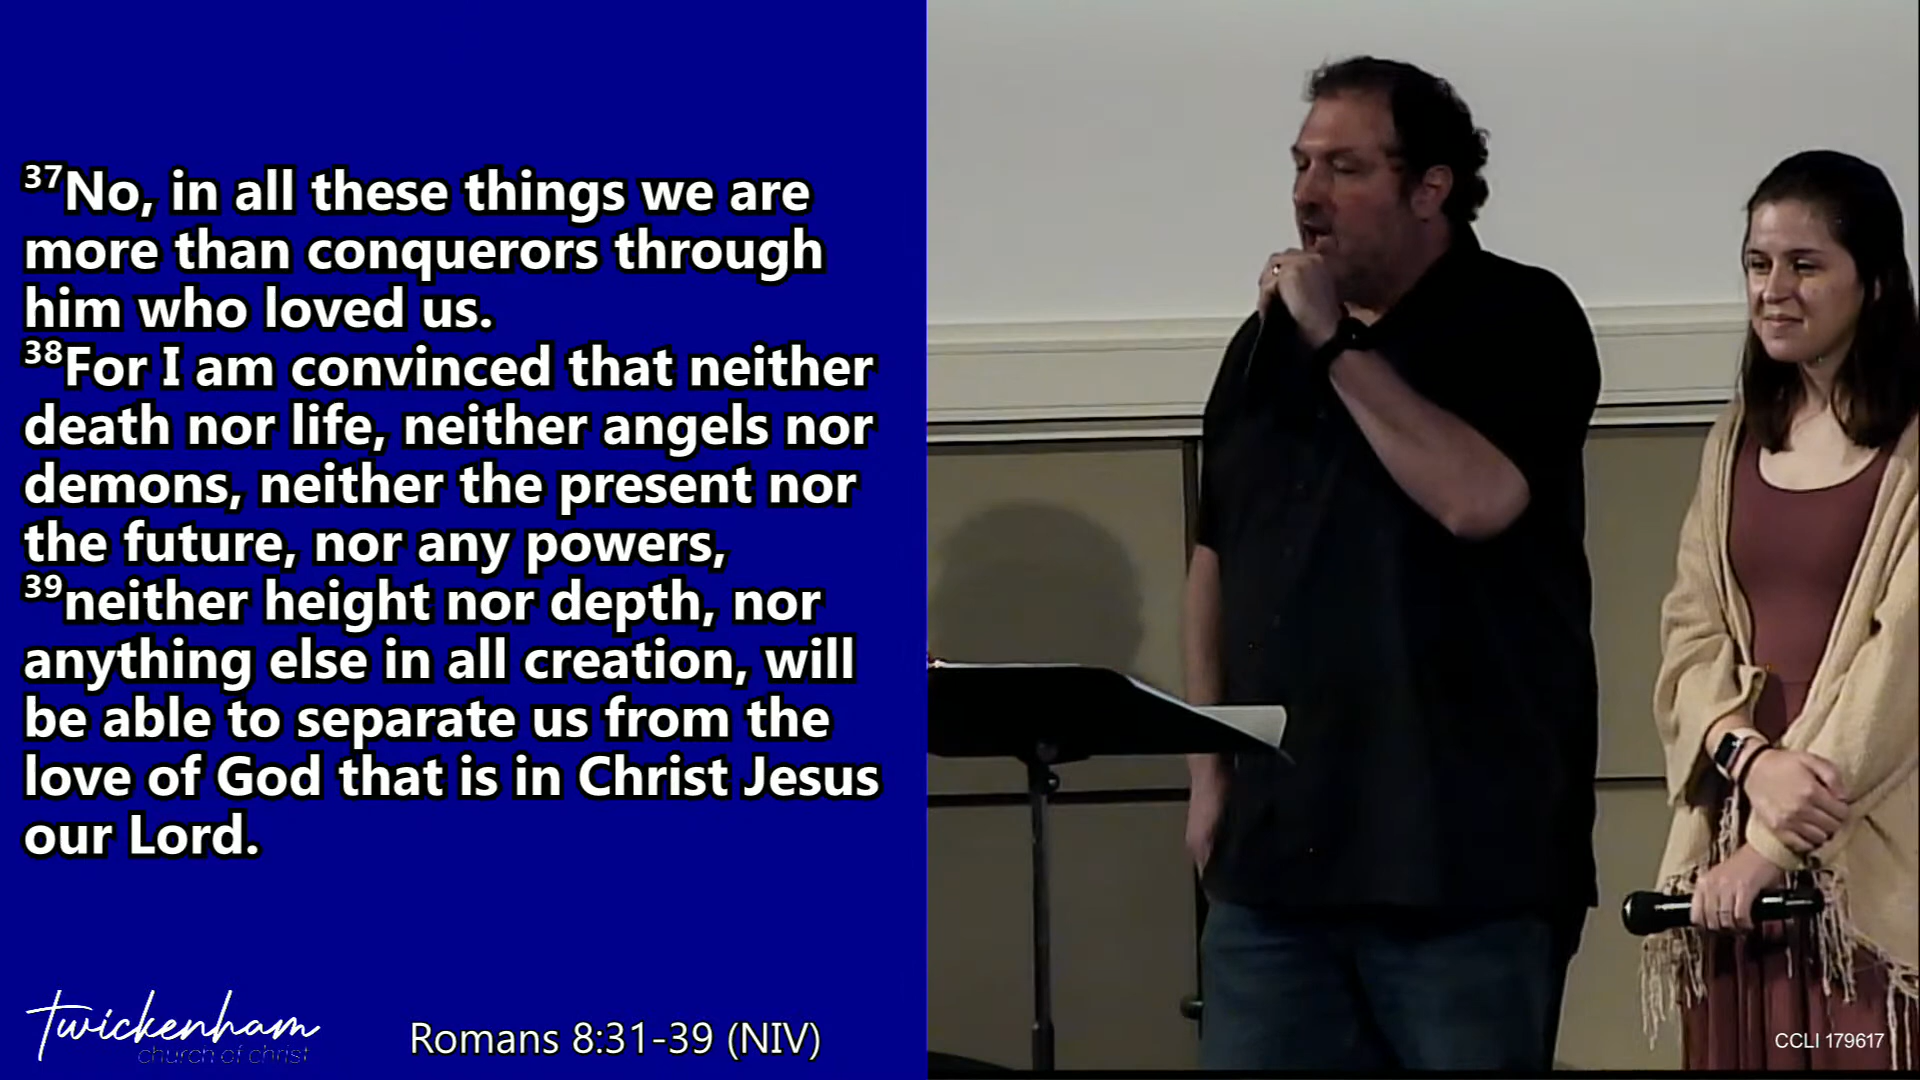 ³⁷No, in all these things we are
more than conquerors through
him who loved us.
³⁸For I am convinced that neither
death nor life, neither angels nor
demons, neither the present nor
the future, nor any powers,
³⁹neither height nor depth, nor
anything else in all creation, will
be able to separate us from the
love of God that is in Christ Jesus
our Lord.
twickenham
church of christ
Romans 8:31-39 (NIV)
CCLI 179617